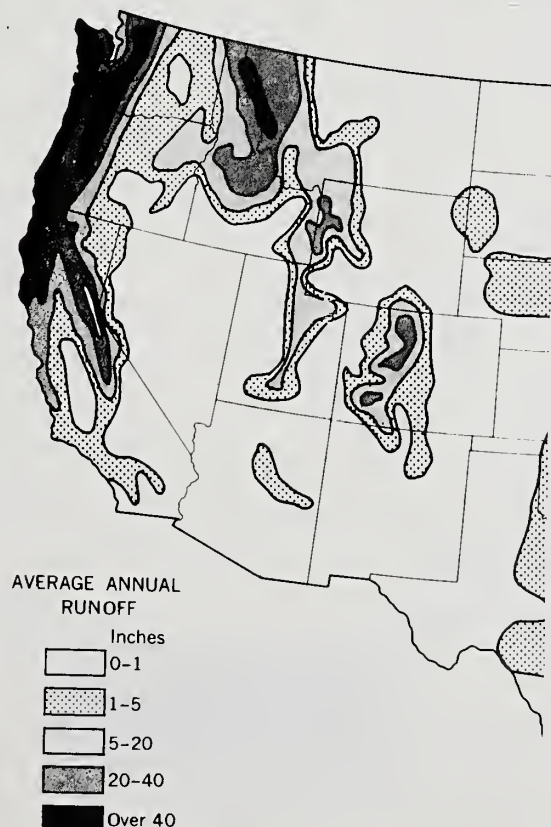 AVERAGE ANNUAL
RUNOFF
Inches
0-1
1-5
5-20
20-40
Over 40